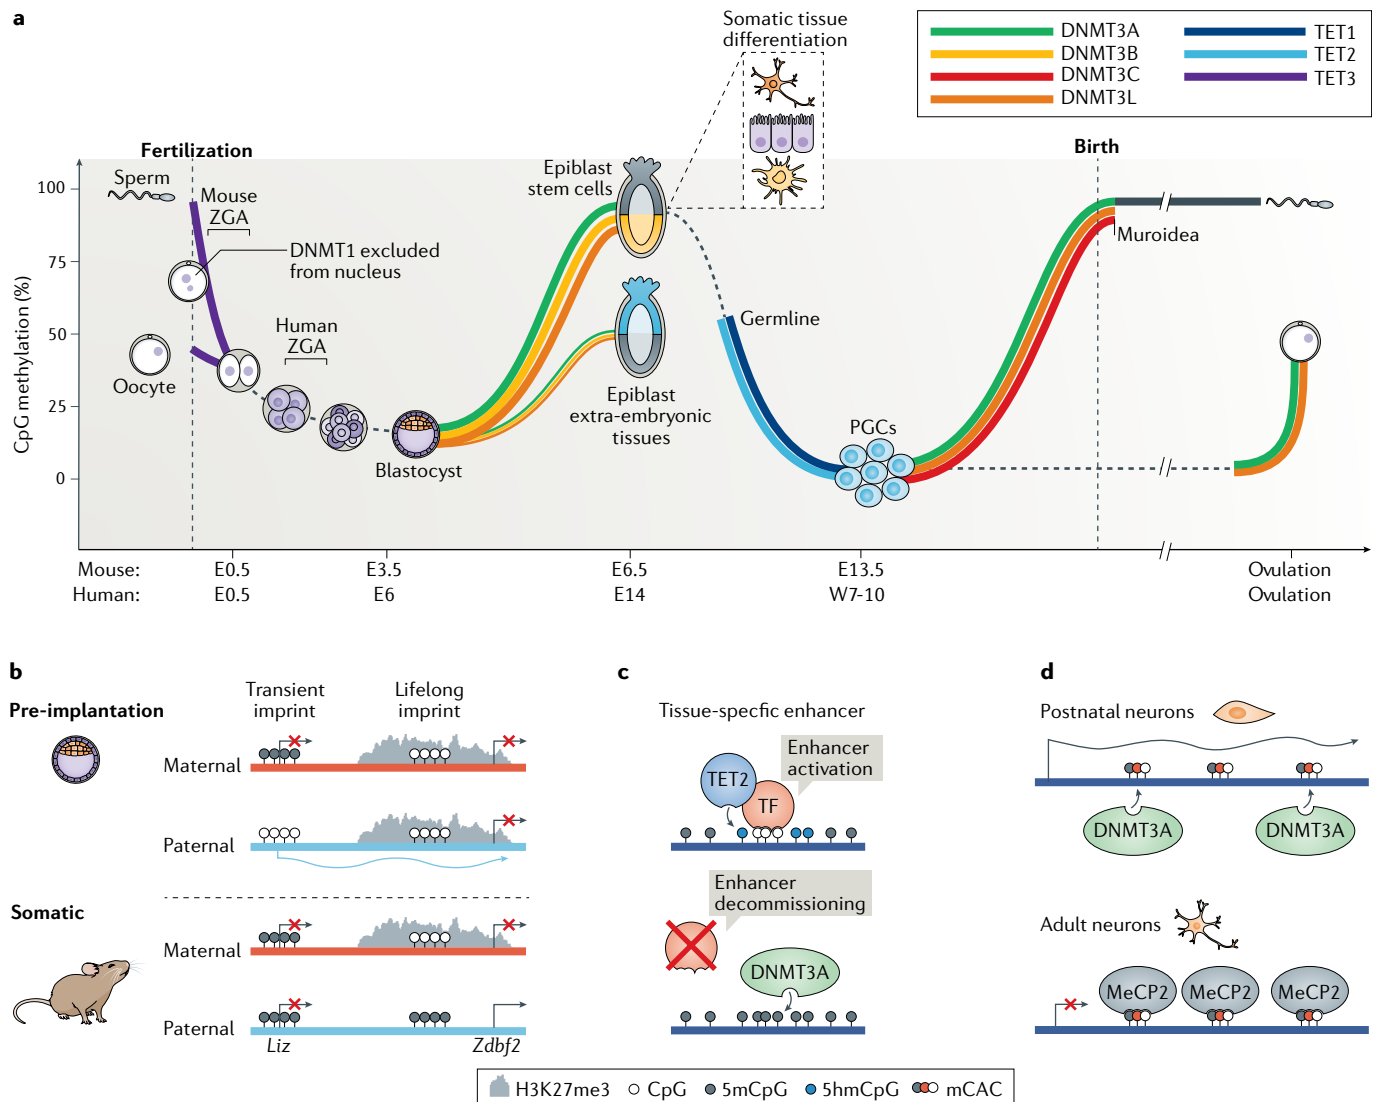 a
Somatic tissue
differentiation
DNMT3A
DNMT3B
DNMT3C
DNMT3L
TET1
TET2
TET3
Fertilization
Birth
CpG methylation (%)
100
75
50
25
0
Sperm
Mouse
ZGA
DNMT1 excluded
from nucleus
Oocyte
Human
ZGA
Blastocyst
Epiblast
stem cells
Epiblast
extra-embryonic
tissues
Germline
PGCs
Muroidea
Mouse: E0.5 E3.5 E6.5 E13.5 Ovulation
Human: E0.5 E6 E14 W7-10 Ovulation
b
Pre-implantation
Transient
imprint
Lifelong
imprint
Maternal
Paternal
Somatic
Maternal
Paternal
Liz
Zdbf2
c
Tissue-specfic enhancer
Enhancer
activation
TET2
TF
Enhancer
decommissioning
DNMT3A
d
Postnatal neurons
DNMT3A DNMT3A
Adult neurons
MeCP2 MeCP2 MeCP2
H3K27me3 CpG 5mCpG 5hmCpG mCAC